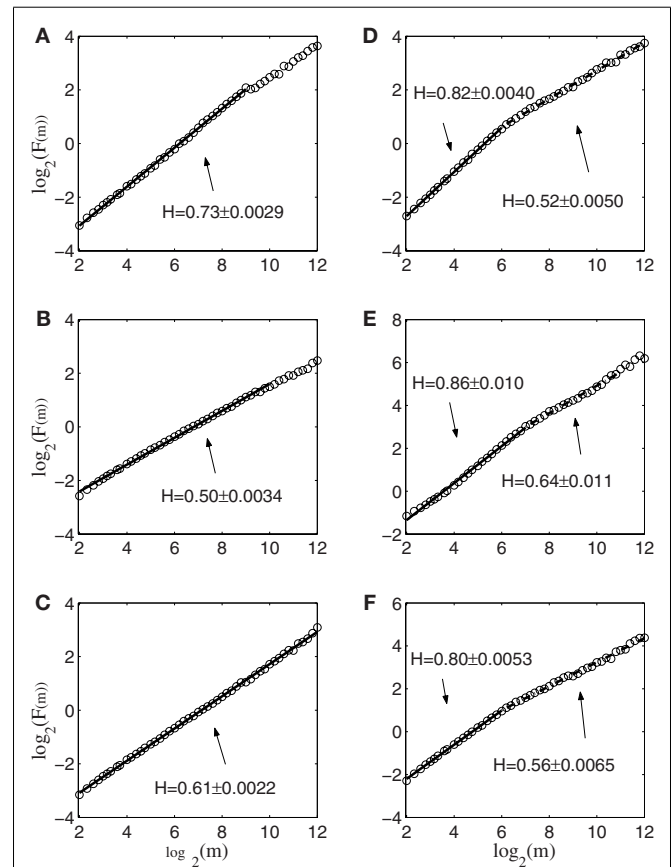 A
4
2
0
−2
−4
2 4 6 8 10 12
log2(F(m))
H=0.73±0.0029
D
4
2
0
−2
−4
2 4 6 8 10 12
H=0.82±0.0040
H=0.52±0.0050
B
4
2
0
−2
−4
2 4 6 8 10 12
log2(F(m))
H=0.50±0.0034
E
8
6
4
2
0
−2
2 4 6 8 10 12
H=0.86±0.010
H=0.64±0.011
C
4
2
0
−2
−4
2 4 6 8 10 12
log2(F(m))
log2(m)
H=0.61±0.0022
F
6
4
2
0
−2
−4
2 4 6 8 10 12
log2(m)
H=0.80±0.0053
H=0.56±0.0065